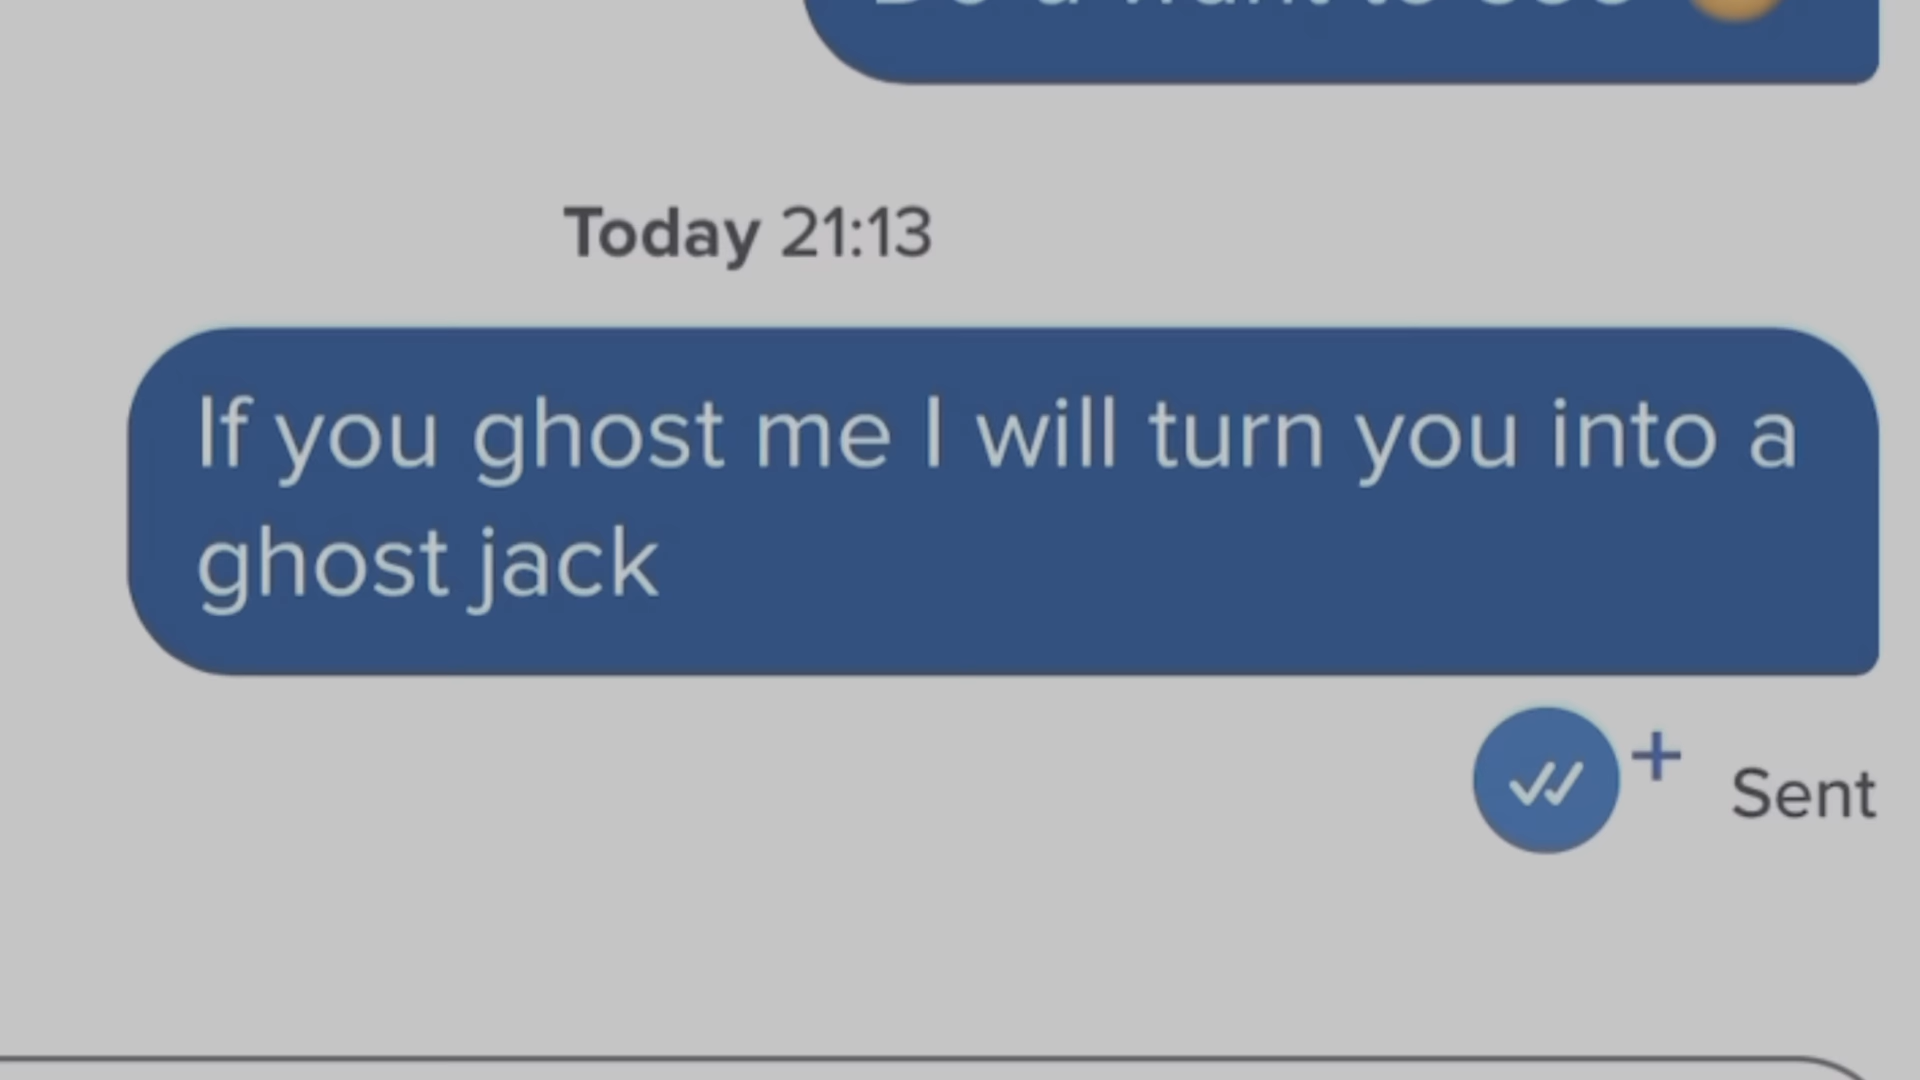 Today 21:13
If you ghost me I will turn you into a
ghost jack
Sent